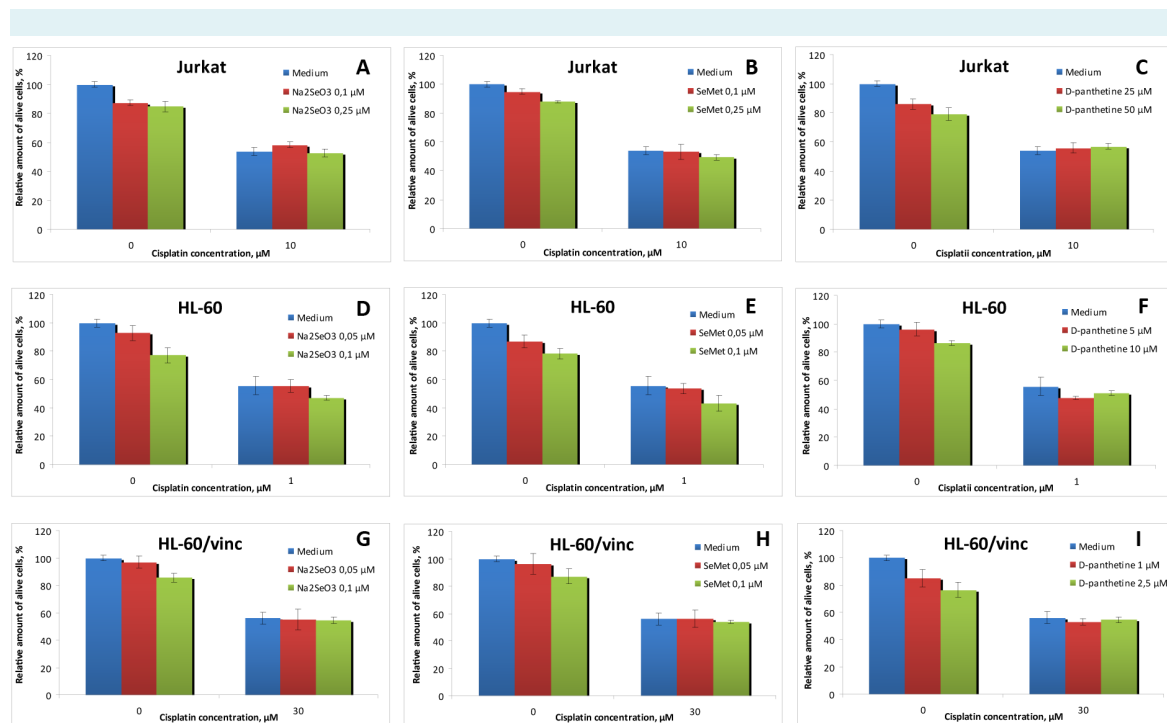 Jurkat A
Relative amount of alive cells, %
120
100
80
60
40
20
0
Medium
Na2SeO3 0,1 µM
Na2SeO3 0,25 µM
0 10
Cisplatin concentration, µM
Jurkat B
Relative amount of alive cells, %
120
100
80
60
40
20
0
Medium
SeMet 0,1 µM
SeMet 0,25 µM
0 10
Cisplatin concentration, µM
Jurkat C
Relative amount of alive cells, %
120
100
80
60
40
20
0
Medium
D-panthetine 25 µM
D-panthetine 50 µM
0 10
Cisplatii concentration, µM
HL-60 D
Relative amount of alive cells, %
120
100
80
60
40
20
0
Medium
Na2SeO3 0,05 µM
Na2SeO3 0,1 µM
0 1
Cisplatin concentration, µM
HL-60 E
Relative amount of alive cells, %
120
100
80
60
40
20
0
Medium
SeMet 0,05 µM
SeMet 0,1 µM
0 1
Cisplatin concentration, µM
HL-60 F
Relative amount of alive cells, %
120
100
80
60
40
20
0
Medium
D-panthetine 5 µM
D-panthetine 10 µM
0 1
Cisplatii concentration, µM
HL-60/vinc G
Relative amount of alive cells, %
120
100
80
60
40
20
0
Medium
Na2SeO3 0,05 µM
Na2SeO3 0,1 µM
0 30
Cisplatin concentration, µM
HL-60/vinc H
Relative amount of alive cells, %
120
100
80
60
40
20
0
Medium
SeMet 0,05 µM
SeMet 0,1 µM
0 30
Cisplatin concentration, µM
HL-60/vinc I
Relative amount of alive cells, %
120
100
80
60
40
20
0
Medium
D-panthetine 1 µM
D-panthetine 2,5 µM
0 30
Cisplatin concentration, µM